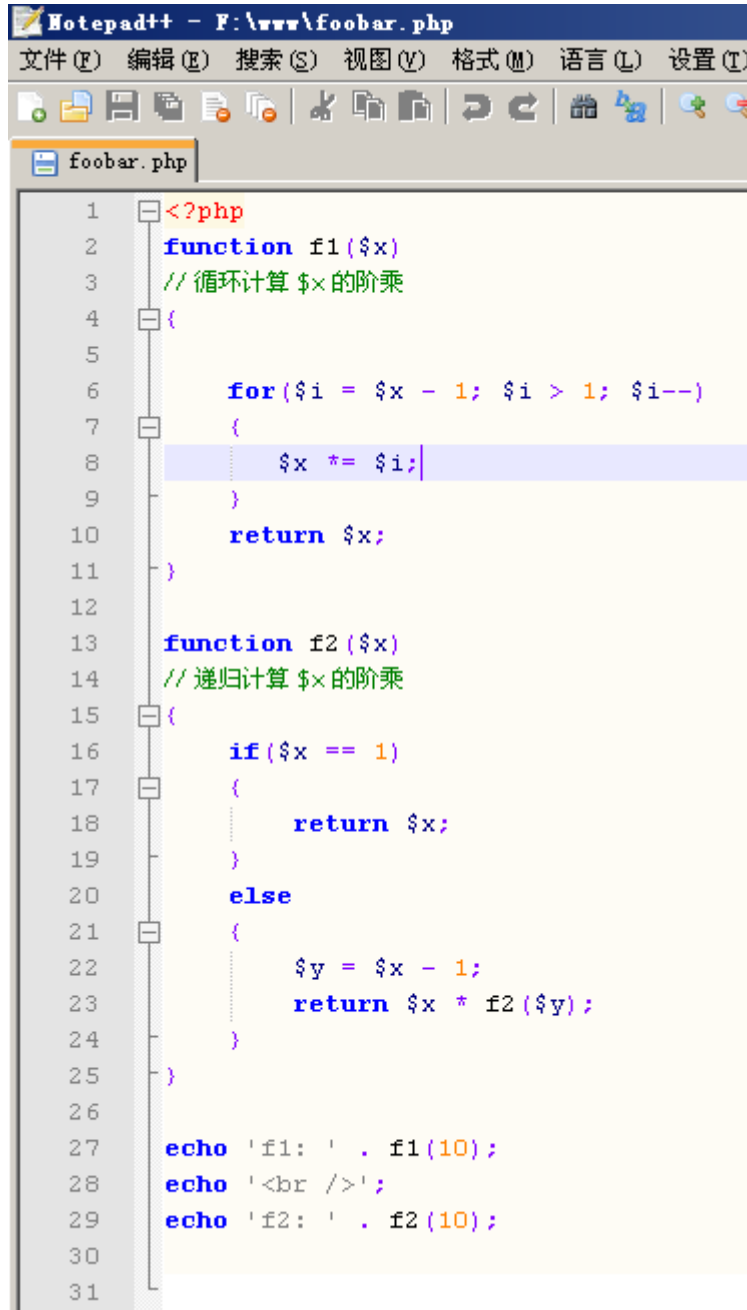 Notepad++ - F:\www\foobar.php
文件(F) 编辑(E) 搜索(S) 视图(V) 格式(M) 语言(L) 设置(T)
foobar.php
1 <?php
2 function f1($x)
3 // 循环计算 $x 的阶乘
4 {
5
6 for($i = $x - 1; $i > 1; $i--)
7 {
8 $x *= $i;
9 }
10 return $x;
11 }
12
13 function f2($x)
14 // 递归计算 $x 的阶乘
15 {
16 if($x == 1)
17 {
18 return $x;
19 }
20 else
21 {
22 $y = $x - 1;
23 return $x * f2($y);
24 }
25 }
26
27 echo 'f1: ' . f1(10);
28 echo '<br />';
29 echo 'f2: ' . f2(10);
30
31